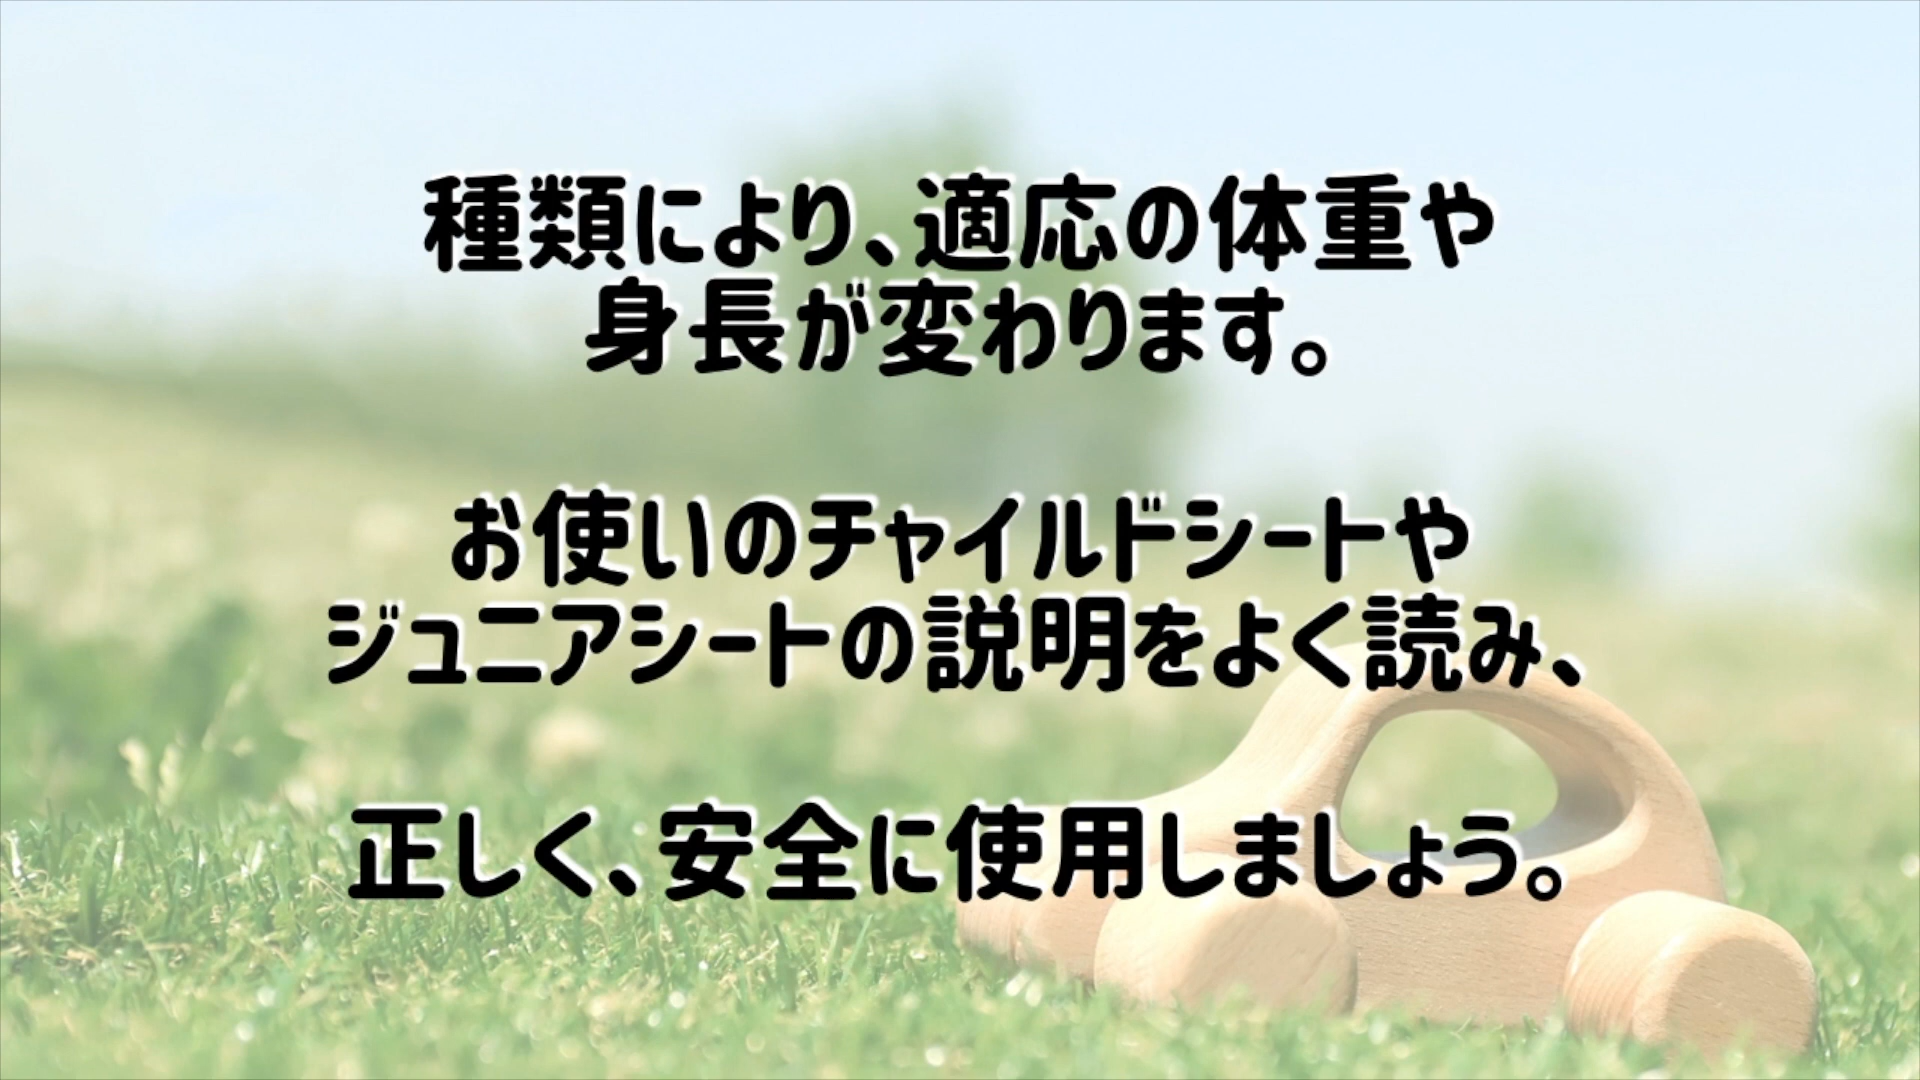 種類により、適応の体重や
身長が変わります。
お使いのチャイルドシートや
ジュニアシートの説明をよく読み、
正しく、安全に使用しましょう。